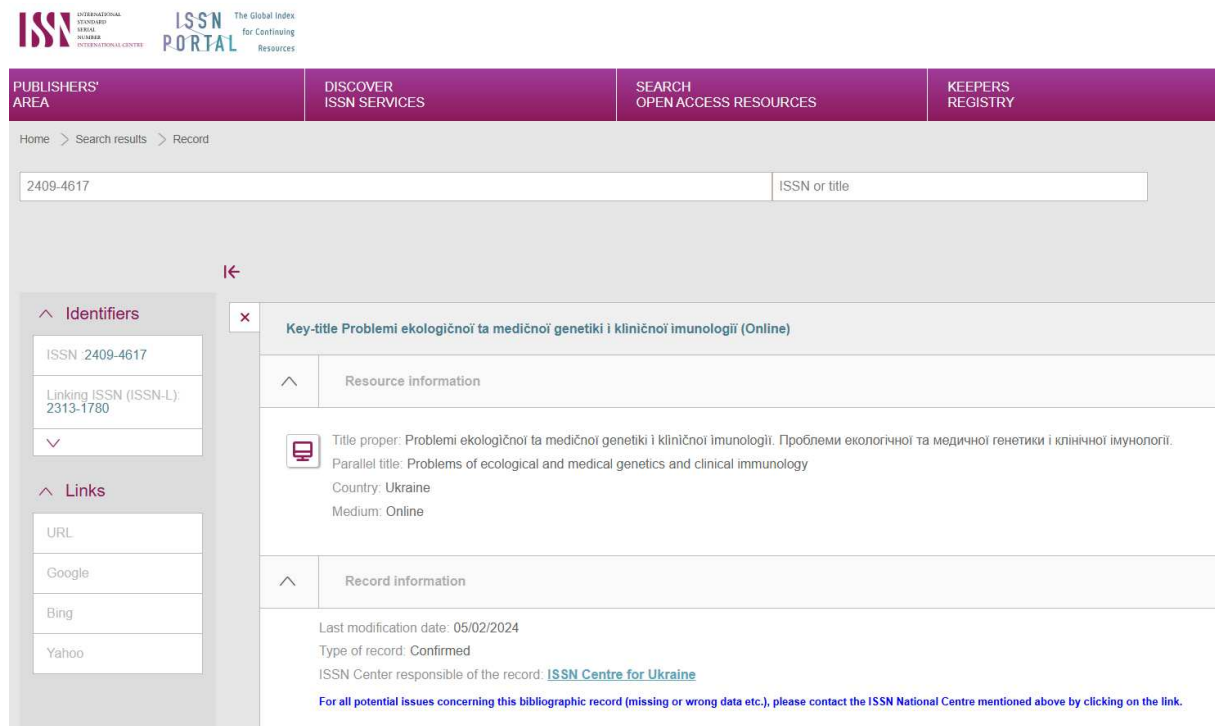 ISSN
INTERNATIONAL
STANDARD
SERIAL
NUMBER
INTERNATIONAL CENTRE
ISSN
PORTAL
The Global Index
for Continuing
Resources
PUBLISHERS'
AREA
DISCOVER
ISSN SERVICES
SEARCH
OPEN ACCESS RESOURCES
KEEPERS
REGISTRY
Home > Search results > Record
2409-4617
ISSN or title
Identifiers
ISSN :2409-4617
Linking ISSN (ISSN-L):
2313-1780
Links
URL
Google
Bing
Yahoo
Key-title Problemi ekologìčnoï ta medičnoï genetiki ì klìnìčnoï ìmunologìï (Online)
Resource information
Title proper: Problemi ekologìčnoï ta medičnoï genetiki ì klìnìčnoï ìmunologìï. Проблеми екологічної та медичної генетики і клінічної імунології.
Parallel title: Problems of ecological and medical genetics and clinical immunology
Country: Ukraine
Medium: Online
Record information
Last modification date: 05/02/2024
Type of record: Confirmed
ISSN Center responsible of the record: ISSN Centre for Ukraine
For all potential issues concerning this bibliographic record (missing or wrong data etc.), please contact the ISSN National Centre mentioned above by clicking on the link.